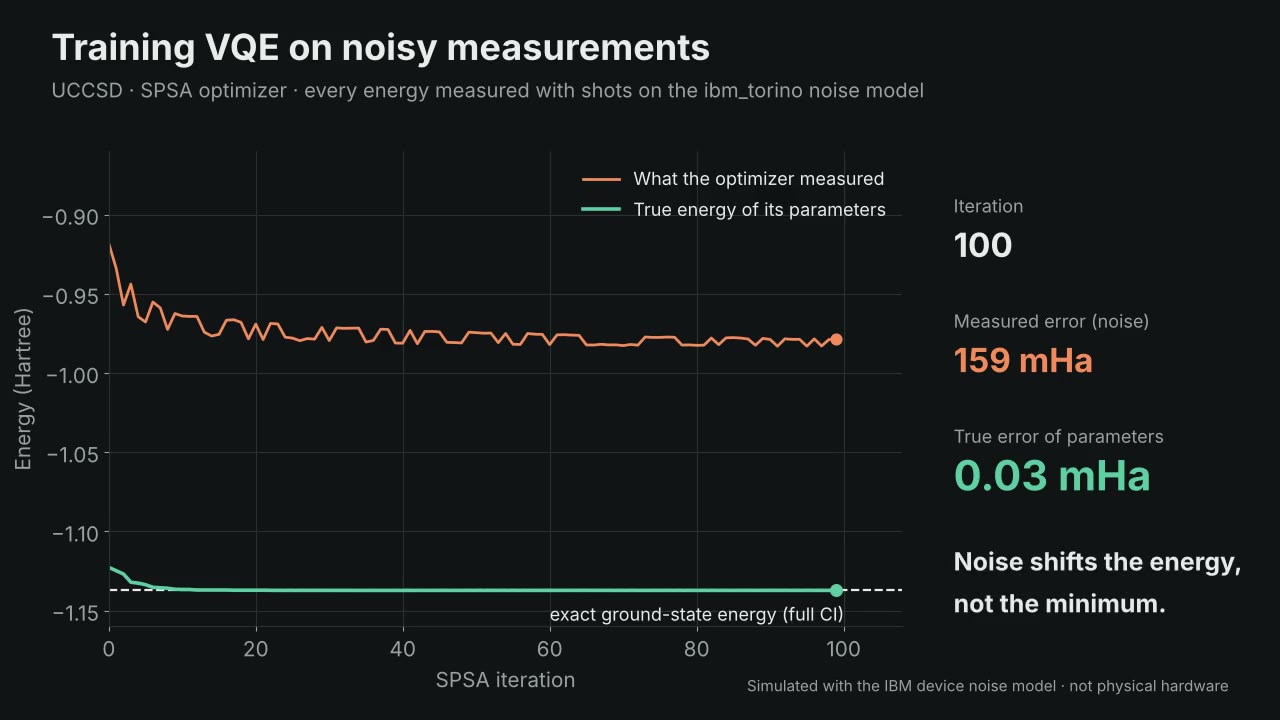 Training VQE on noisy measurements
UCCSD · SPSA optimizer · every energy measured with shots on the ibm_torino noise model
What the optimizer measured
True energy of its parameters
−0.90
−0.95
−1.00
−1.05
−1.10
−1.15
Energy (Hartree)
exact ground-state energy (full CI)
0 20 40 60 80 100
SPSA iteration
Iteration
100
Measured error (noise)
159 mHa
True error of parameters
0.03 mHa
Noise shifts the energy,
not the minimum.
Simulated with the IBM device noise model · not physical hardware